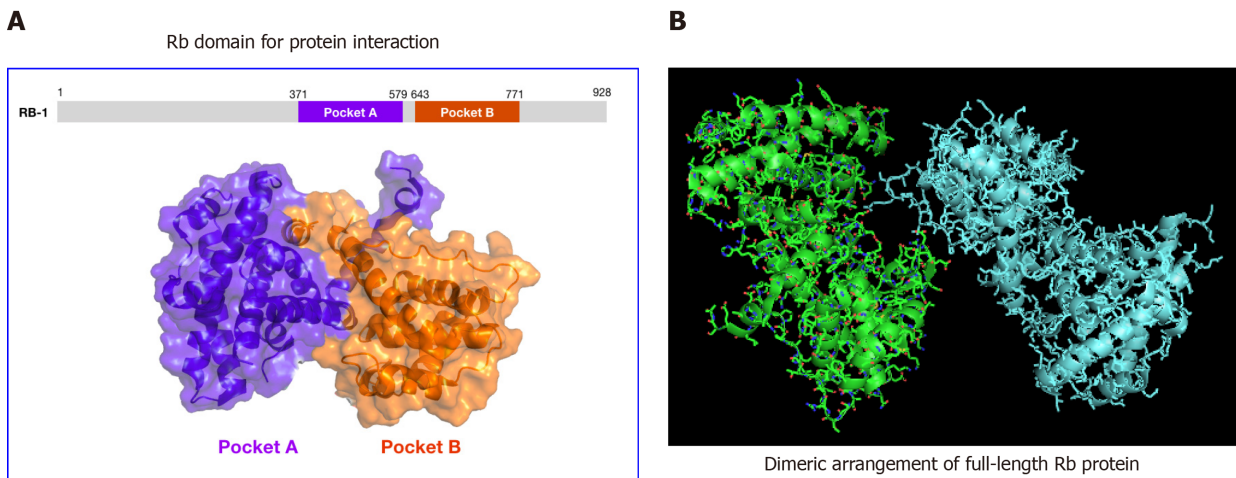 A
Rb domain for protein interaction
1 371 579 643 771 928
RB-1 Pocket A Pocket B
Pocket A Pocket B
B
Dimeric arrangement of full-length Rb protein